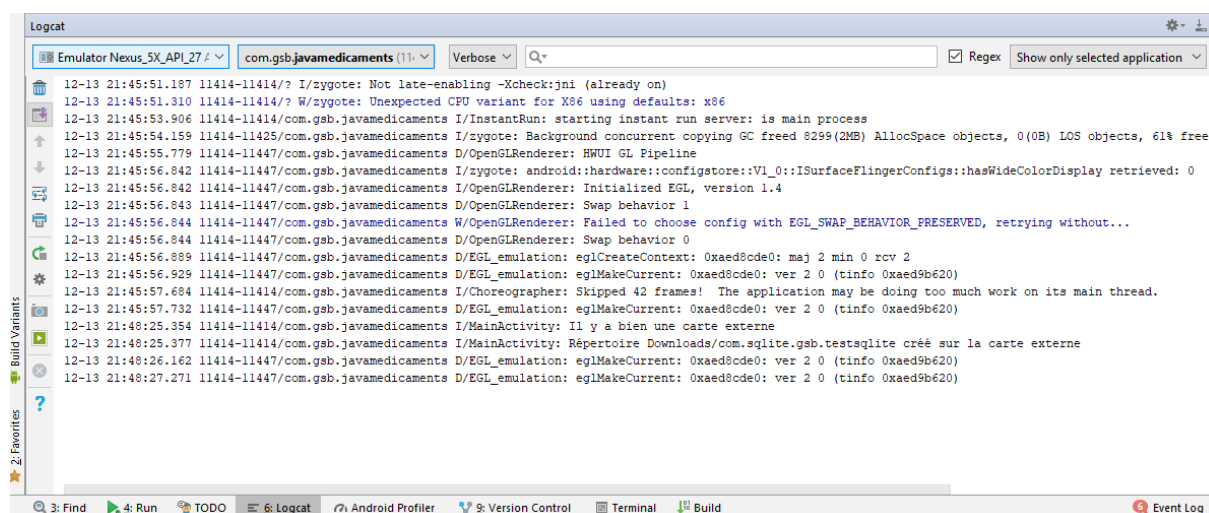 Logcat
Emulator Nexus_5X_API_27 com.gsb.javamedicaments (11 Verbose Regex Show only selected application
12-13 21:45:51.187 11414-11414/? I/zygote: Not late-enabling -Xcheck:jni (already on)
12-13 21:45:51.310 11414-11414/? W/zygote: Unexpected CPU variant for X86 using defaults: x86
12-13 21:45:53.906 11414-11414/com.gsb.javamedicaments I/InstantRun: starting instant run server: is main process
12-13 21:45:54.159 11414-11425/com.gsb.javamedicaments I/zygote: Background concurrent copying GC freed 8299(2MB) AllocSpace objects, 0(0B) LOS objects, 61% free
12-13 21:45:55.779 11414-11447/com.gsb.javamedicaments D/OpenGLRenderer: HWUI GL Pipeline
12-13 21:45:56.842 11414-11447/com.gsb.javamedicaments I/zygote: android::hardware::configstore::V1_0::ISurfaceFlingerConfigs::hasWideColorDisplay retrieved: 0
12-13 21:45:56.842 11414-11447/com.gsb.javamedicaments I/OpenGLRenderer: Initialized EGL, version 1.4
12-13 21:45:56.843 11414-11447/com.gsb.javamedicaments D/OpenGLRenderer: Swap behavior 1
12-13 21:45:56.844 11414-11447/com.gsb.javamedicaments W/OpenGLRenderer: Failed to choose config with EGL_SWAP_BEHAVIOR_PRESERVED, retrying without...
12-13 21:45:56.844 11414-11447/com.gsb.javamedicaments D/OpenGLRenderer: Swap behavior 0
12-13 21:45:56.889 11414-11447/com.gsb.javamedicaments D/EGL_emulation: eglCreateContext: 0xaed8cde0: maj 2 min 0 rcv 2
12-13 21:45:56.929 11414-11447/com.gsb.javamedicaments D/EGL_emulation: eglMakeCurrent: 0xaed8cde0: ver 2 0 (tinfo 0xaed9b620)
12-13 21:45:57.684 11414-11414/com.gsb.javamedicaments I/Choreographer: Skipped 42 frames!  The application may be doing too much work on its main thread.
12-13 21:45:57.732 11414-11447/com.gsb.javamedicaments D/EGL_emulation: eglMakeCurrent: 0xaed8cde0: ver 2 0 (tinfo 0xaed9b620)
12-13 21:48:25.354 11414-11414/com.gsb.javamedicaments I/MainActivity: Il y a bien une carte externe
12-13 21:48:25.377 11414-11414/com.gsb.javamedicaments I/MainActivity: Répertoire Downloads/com.sqlite.gsb.testsqlite créé sur la carte externe
12-13 21:48:26.162 11414-11447/com.gsb.javamedicaments D/EGL_emulation: eglMakeCurrent: 0xaed8cde0: ver 2 0 (tinfo 0xaed9b620)
12-13 21:48:27.271 11414-11447/com.gsb.javamedicaments D/EGL_emulation: eglMakeCurrent: 0xaed8cde0: ver 2 0 (tinfo 0xaed9b620)
Build Variants
2: Favorites
3: Find 4: Run TODO 6: Logcat Android Profiler 9: Version Control Terminal Build 6 Event Log